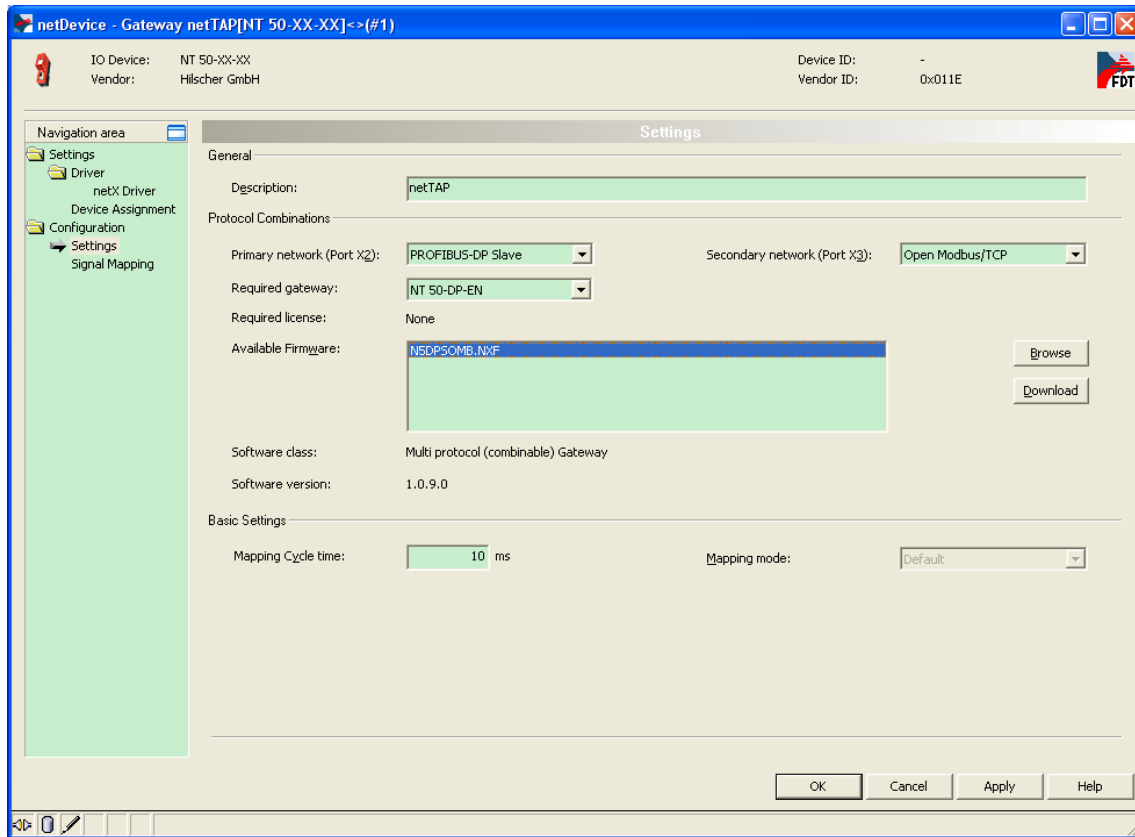 netDevice - Gateway netTAP[NT 50-XX-XX]<>(#1)
IO Device: NT 50-XX-XX Device ID: -
Vendor: Hilscher GmbH Vendor ID: 0x011E
FDT
Navigation area
Settings
Driver
netX Driver
Device Assignment
Configuration
Settings
Signal Mapping
Settings
General
Description: netTAP
Protocol Combinations
Primary network (Port X2): PROFIBUS-DP Slave Secondary network (Port X3): Open Modbus/TCP
Required gateway: NT 50-DP-EN
Required license: None
Available Firmware: N5DPSOMB.NXF
Browse
Download
Software class: Multi protocol (combinable) Gateway
Software version: 1.0.9.0
Basic Settings
Mapping Cycle time: 10 ms Mapping mode: Default
OK Cancel Apply Help